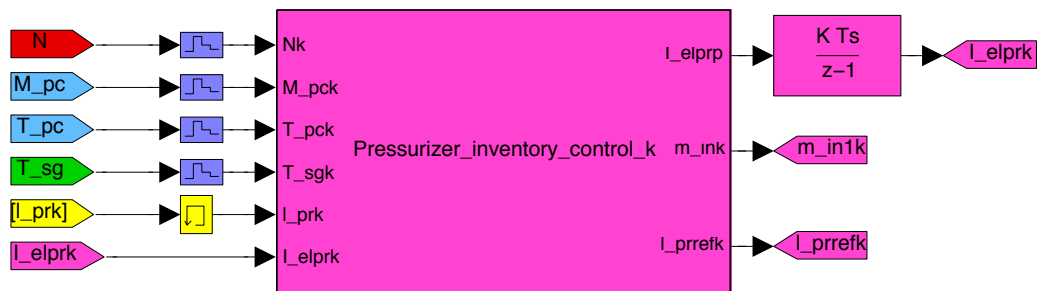 N
M_pc
T_pc
T_sg
[l_prk]
l_elprk
Nk
M_pck
T_pck
T_sgk
l_prk
l_elprk
Pressurizer_inventory_control_k
l_elprp
m_ink
l_prrefk
K Ts
z−1
l_elprk
m_in1k
l_prrefk